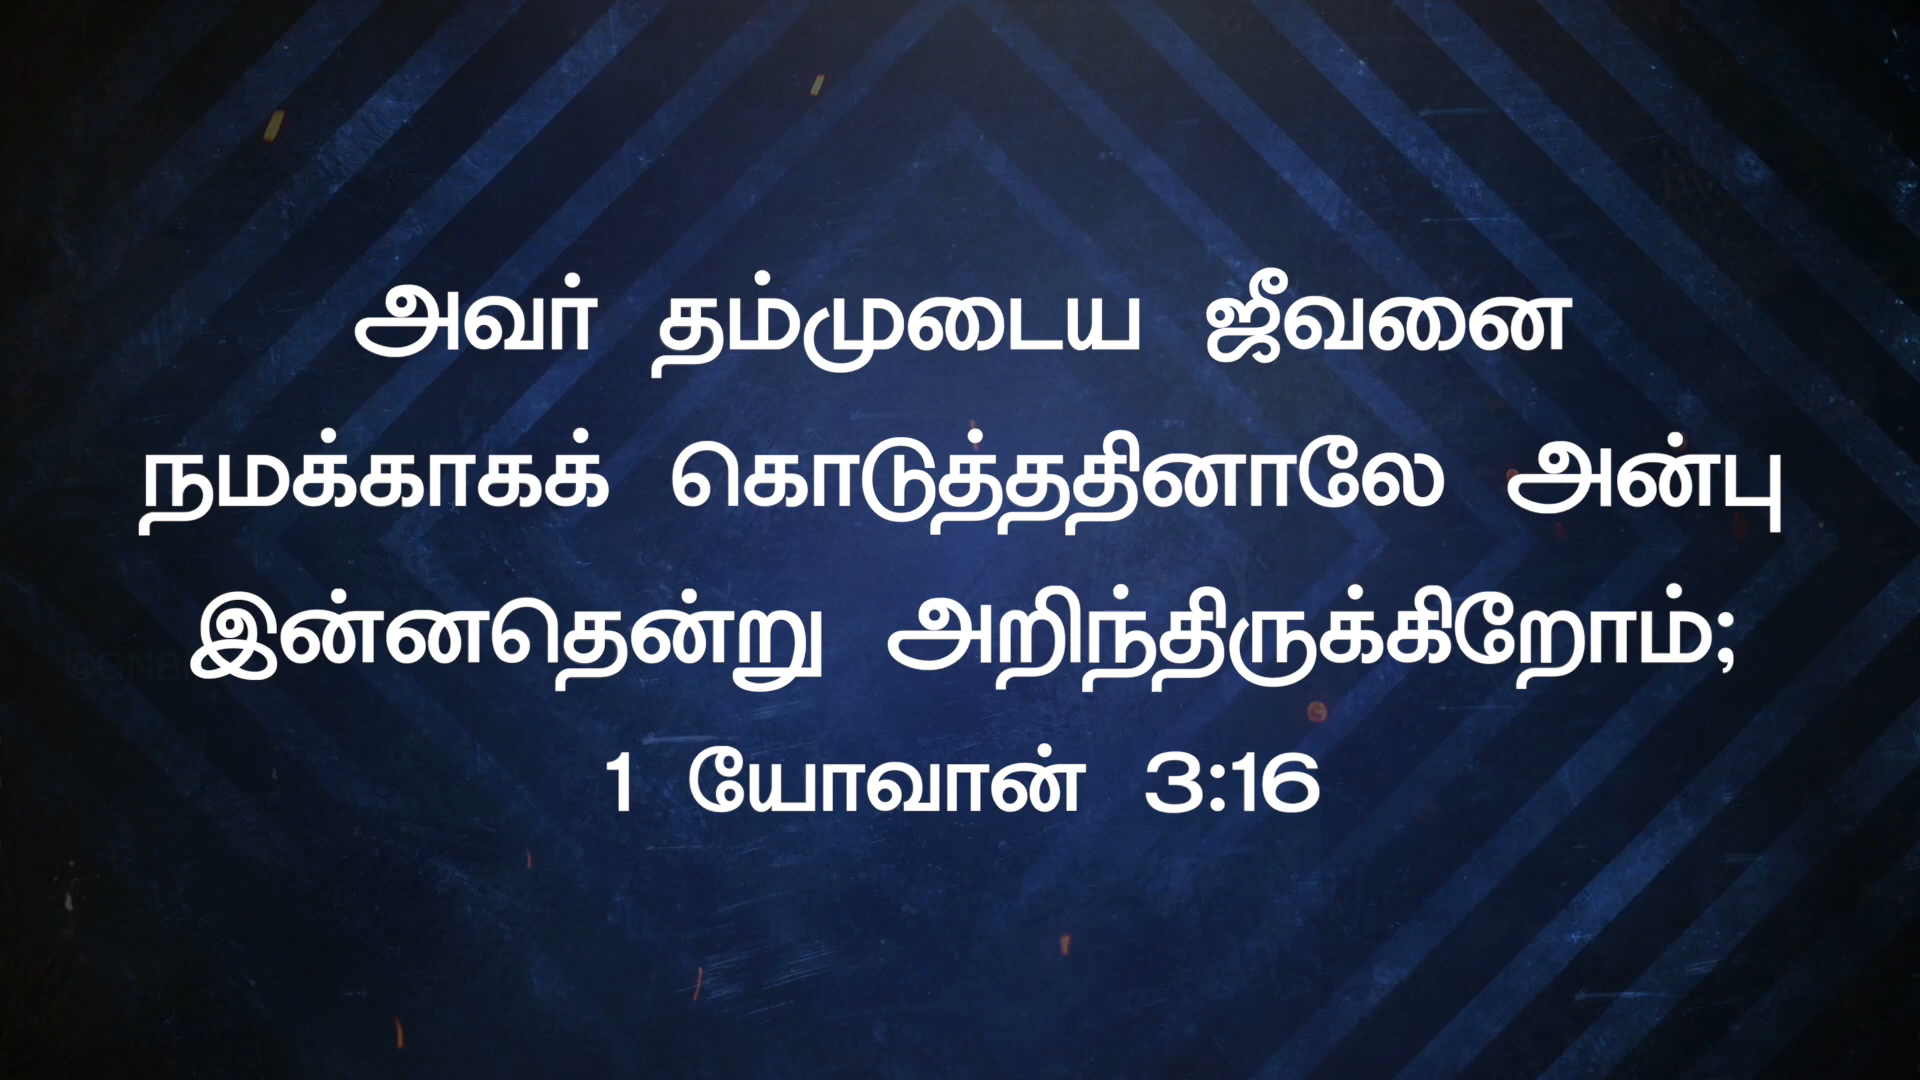 அவர் தம்முடைய ஜீவனை
நமக்காகக் கொடுத்ததினாலே அன்பு
இன்னதென்று அறிந்திருக்கிறோம்;
1 யோவான் 3:16